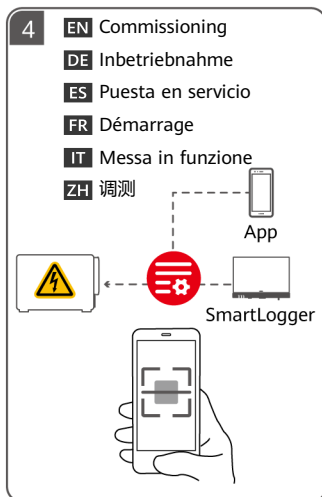 4
EN Commissioning
DE Inbetriebnahme
ES Puesta en servicio
FR Démarrage
IT Messa in funzione
ZH 调测
App
SmartLogger